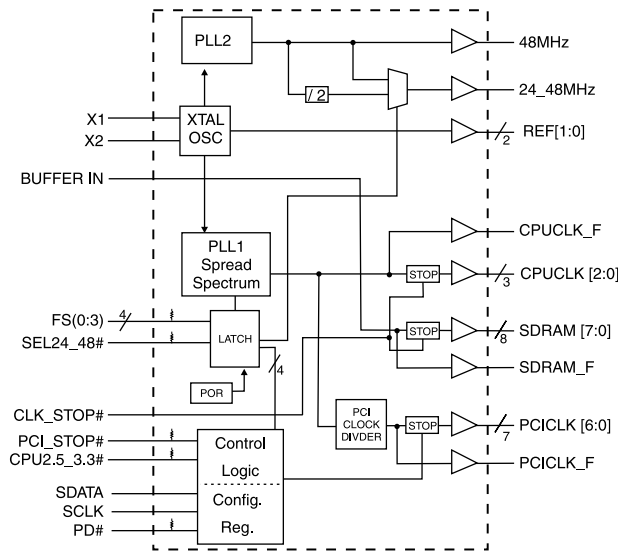 PLL2
48MHz
/ 2
24_48MHz
X1
X2
XTAL
OSC
REF[1:0]
2
BUFFER IN
PLL1
Spread
Spectrum
CPUCLK_F
STOP
CPUCLK [2:0]
3
FS(0:3)
4
SEL24_48#
LATCH
STOP
SDRAM [7:0]
8
4
SDRAM_F
POR
CLK_STOP#
PCI
CLOCK
DIVDER
STOP
PCICLK [6:0]
7
PCI_STOP#
CPU2.5_3.3#
Control
Logic
PCICLK_F
SDATA
SCLK
PD#
Config.
Reg.